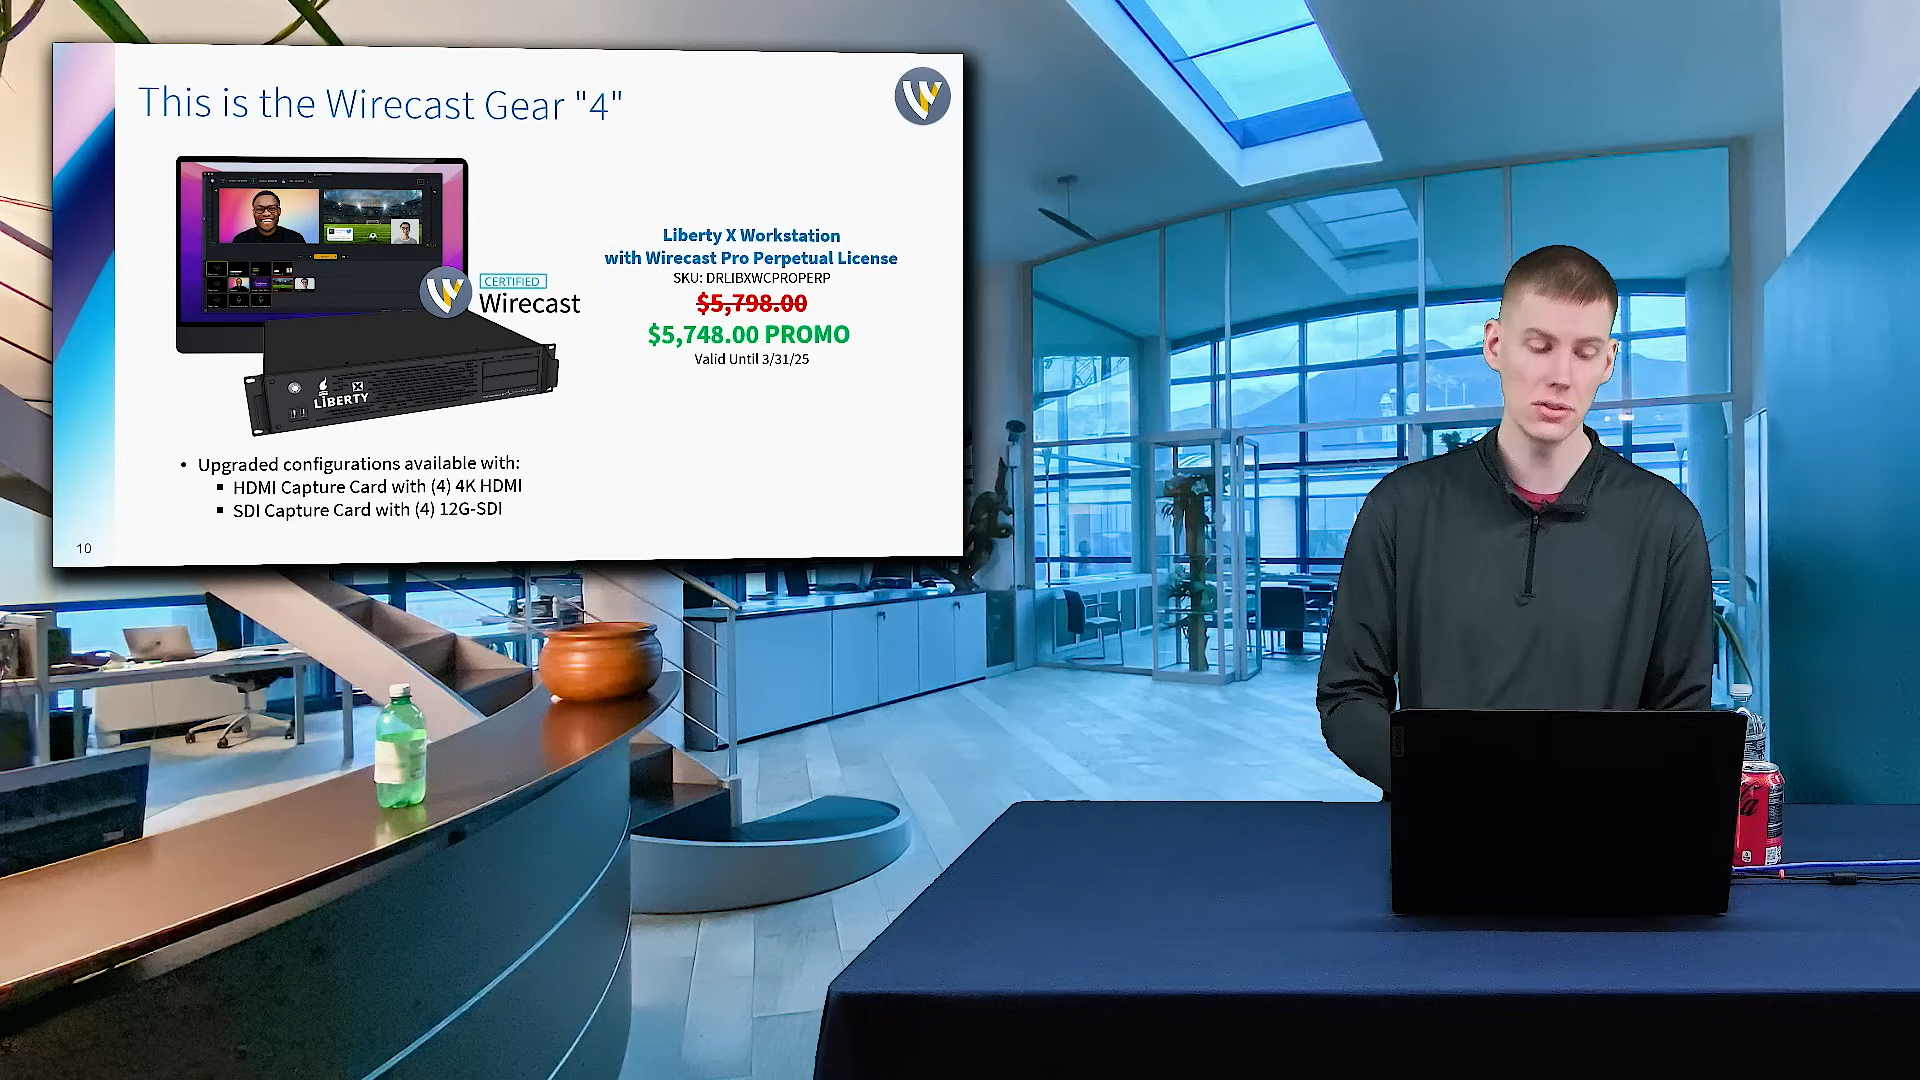 This is the Wirecast Gear "4"
CERTIFIED
Wirecast
LIBERTY
X
Liberty X Workstation
with Wirecast Pro Perpetual License
SKU: DRLIBXWCPROPERP
$5,798.00
$5,748.00 PROMO
Valid Until 3/31/25
• Upgraded configurations available with:
▪ HDMI Capture Card with (4) 4K HDMI
▪ SDI Capture Card with (4) 12G-SDI
10